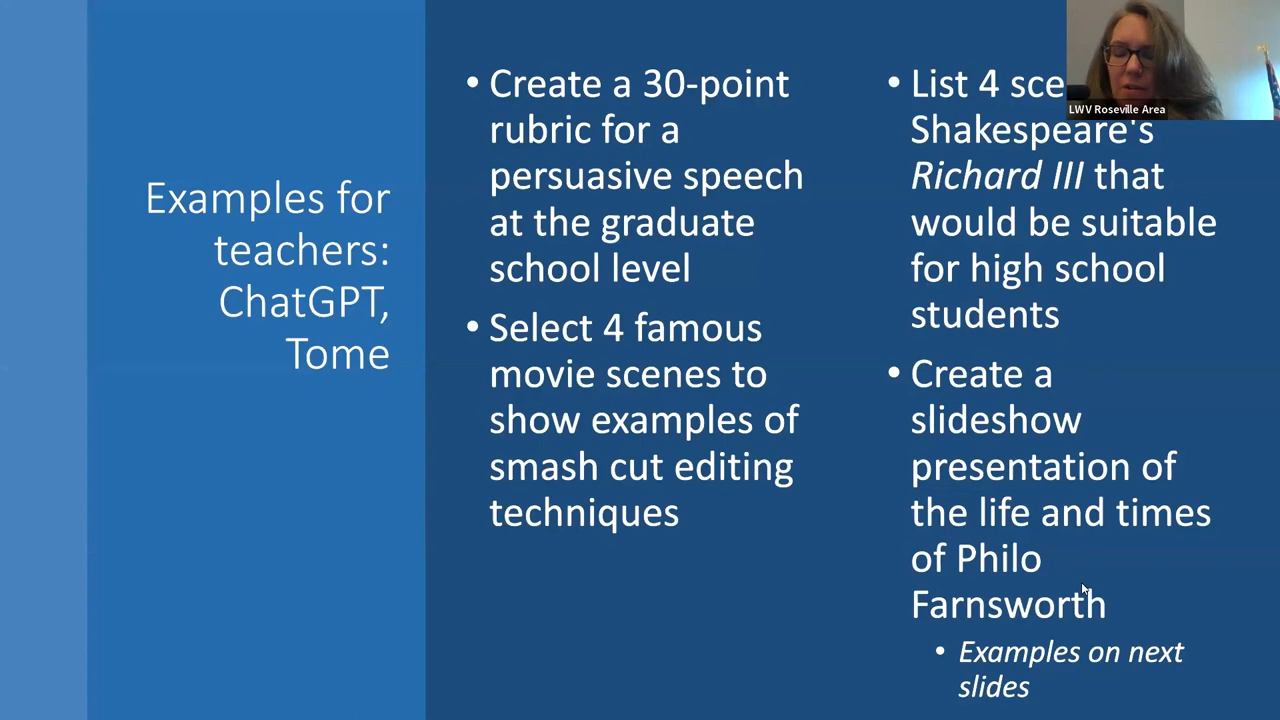 Examples for
teachers:
ChatGPT,
Tome
• Create a 30-point
rubric for a
persuasive speech
at the graduate
school level
• Select 4 famous
movie scenes to
show examples of
smash cut editing
techniques
• List 4
Shakespeare's
Richard III that
would be suitable
for high school
students
• Create a
slideshow
presentation of
the life and times
of Philo
Farnsworth
• Examples on next
slides
LWV Roseville Area